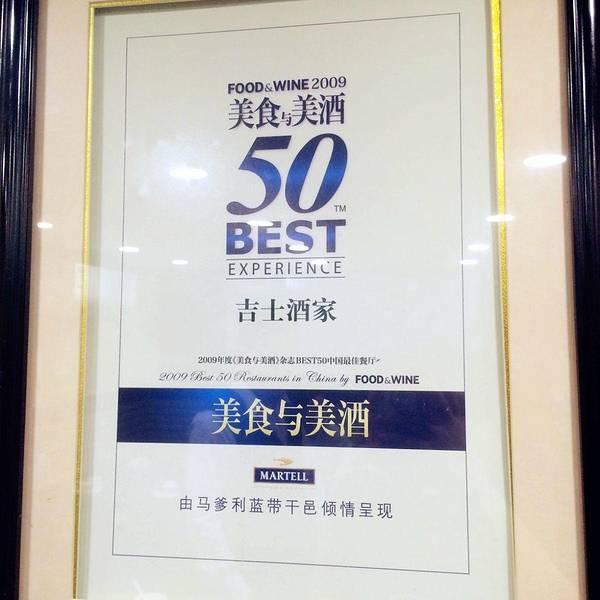 FOOD&WINE 2009
美食与美酒
50™
BEST
EXPERIENCE
吉士酒家
2009年度《美食与美酒》杂志BEST50中国最佳餐厅
2009 Best 50 Restaurants in China by FOOD&WINE
美食与美酒
MARTELL
由马爹利蓝带干邑倾情呈现